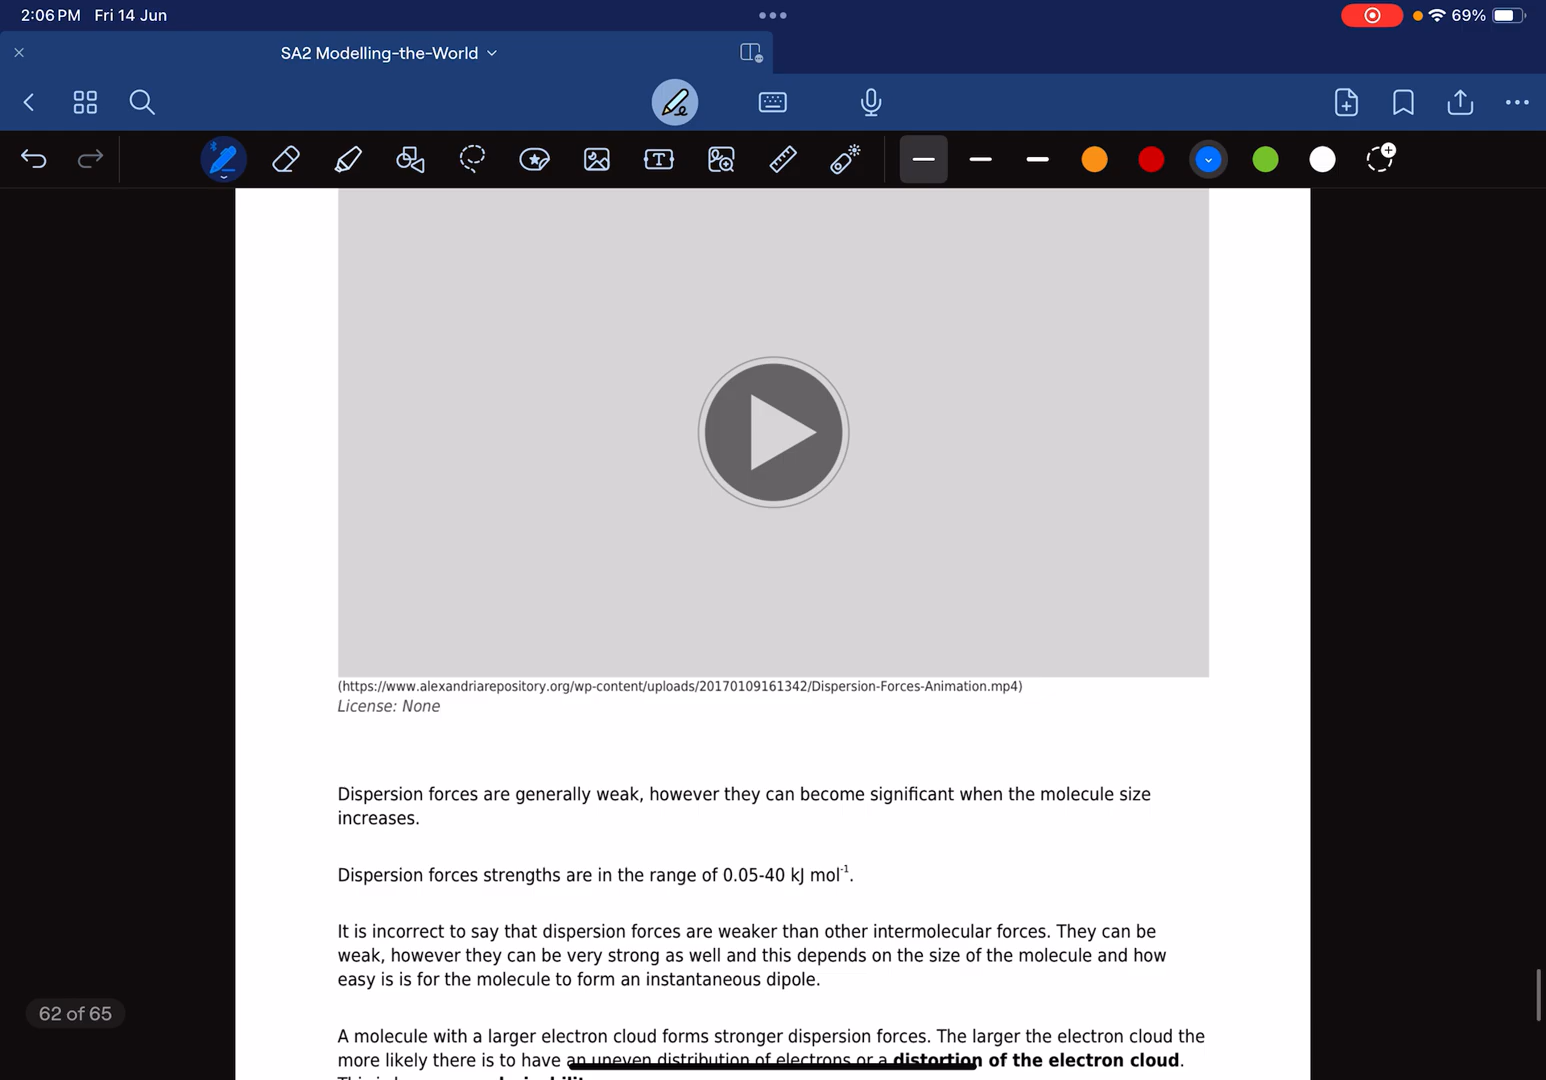 2:06 PM Fri 14 Jun
69%
SA2 Modelling-the-World
(https://www.alexandriarepository.org/wp-content/uploads/20170109161342/Dispersion-Forces-Animation.mp4)
License: None
Dispersion forces are generally weak, however they can become significant when the molecule size
increases.
Dispersion forces strengths are in the range of 0.05-40 kJ mol⁻¹.
It is incorrect to say that dispersion forces are weaker than other intermolecular forces. They can be
weak, however they can be very strong as well and this depends on the size of the molecule and how
easy is is for the molecule to form an instantaneous dipole.
62 of 65
A molecule with a larger electron cloud forms stronger dispersion forces. The larger the electron cloud the
more likely there is to have an uneven distribution of electrons or a distortion of the electron cloud.